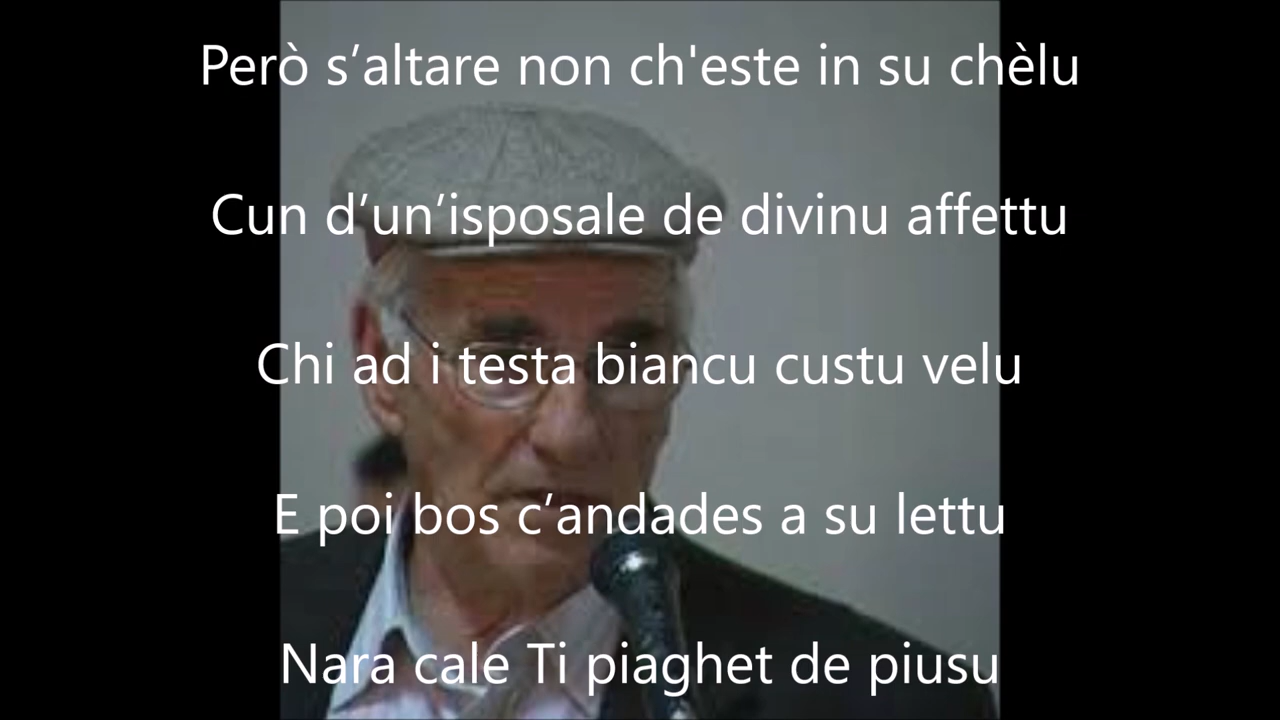 Però s’altare non ch'este in su chèlu
Cun d’un’isposale de divinu affettu
Chi ad i testa biancu custu velu
E poi bos c’andades a su lettu
Nara cale Ti piaghet de piusu